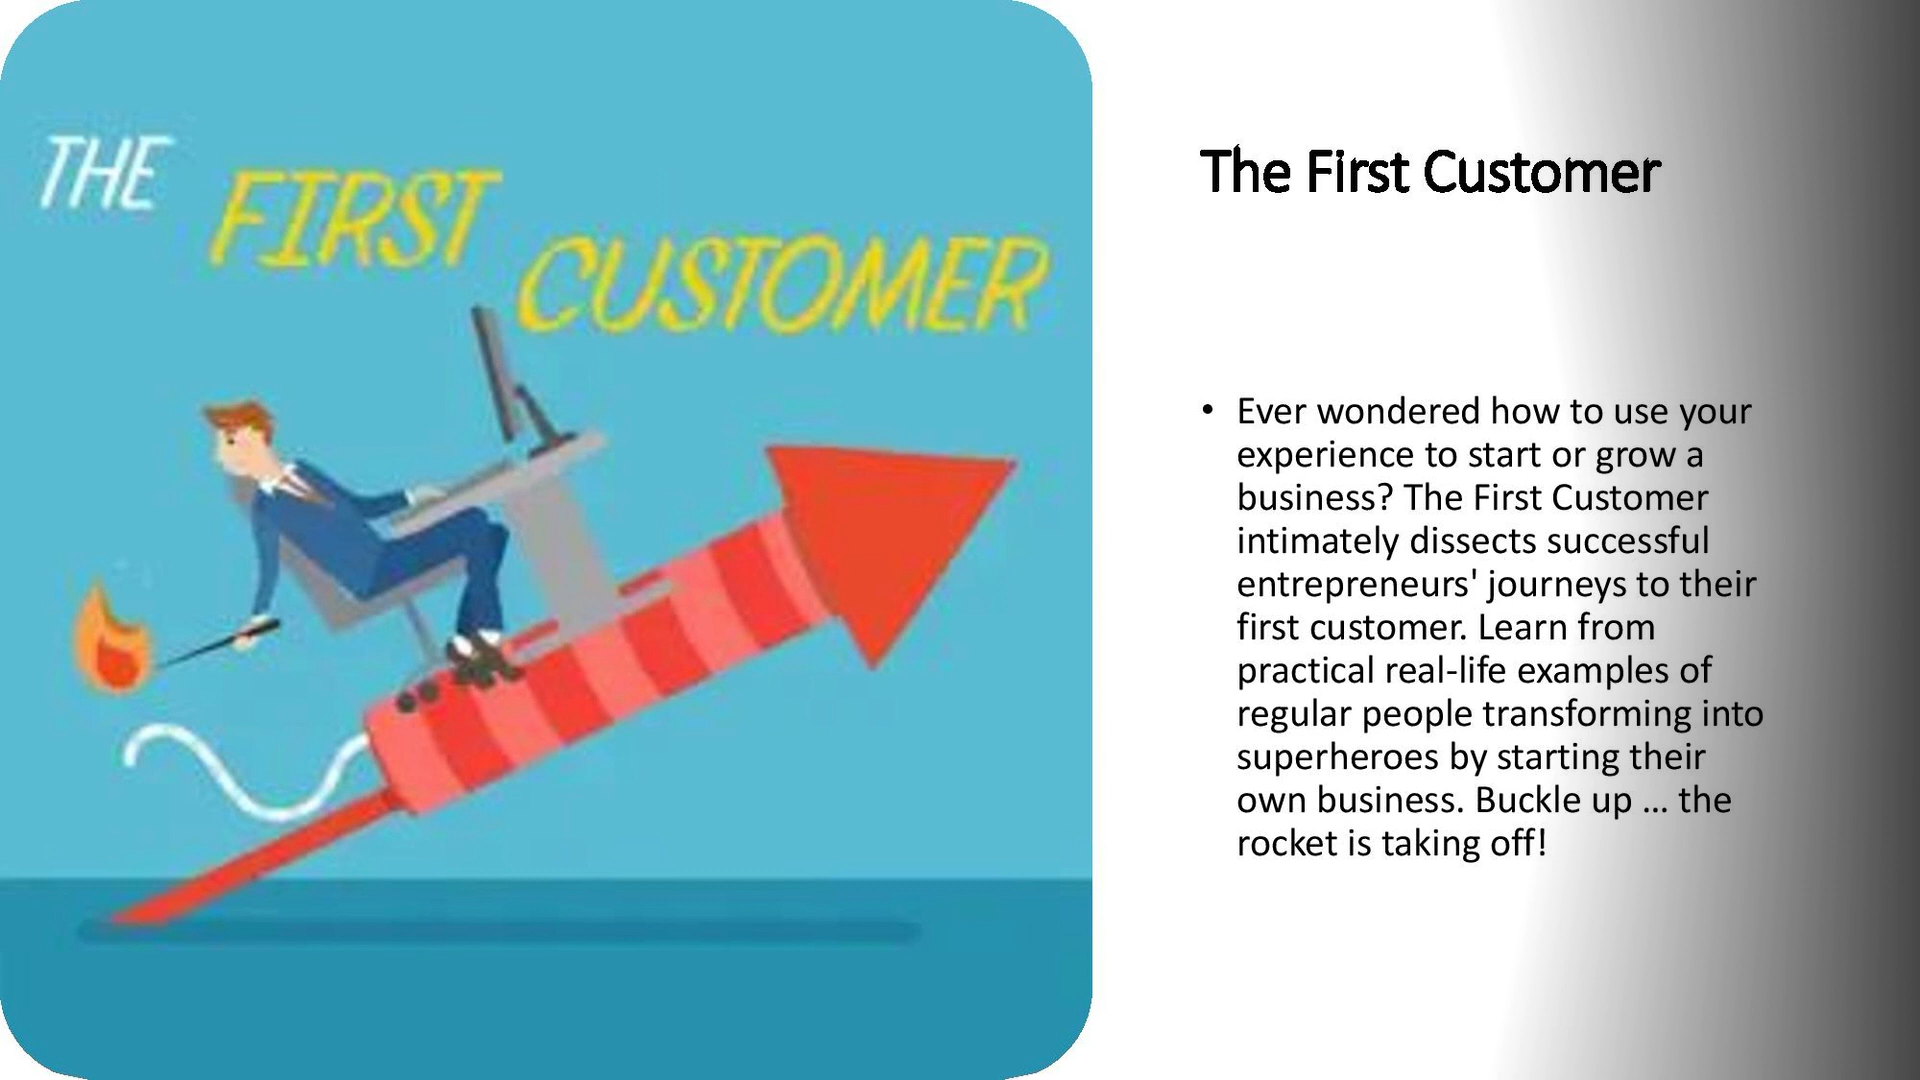 THE
FIRST
CUSTOMER
The First Customer
• Ever wondered how to use your
experience to start or grow a
business? The First Customer
intimately dissects successful
entrepreneurs' journeys to their
first customer. Learn from
practical real-life examples of
regular people transforming into
superheroes by starting their
own business. Buckle up ... the
rocket is taking off!